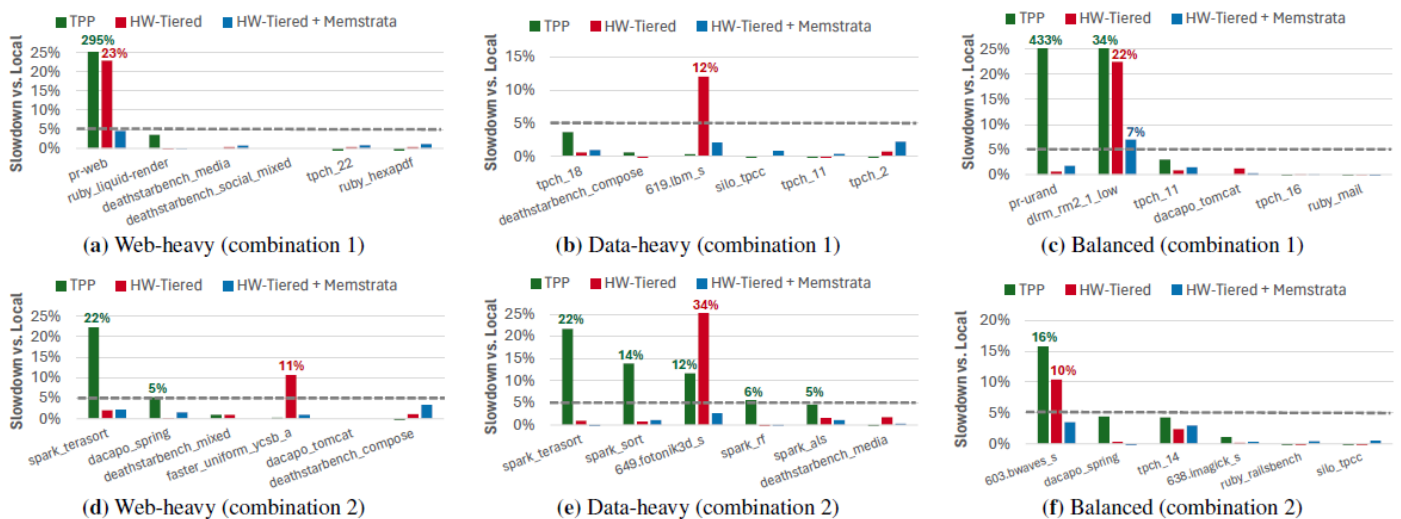 TPP HW-Tiered HW-Tiered + Memstrata
Slowdown vs. Local
25%
20%
15%
10%
5%
0%
295%
23%
pr-web
ruby_liquid-render
deathstarbench_media
deathstarbench_social_mixed
tpch_22
ruby_hexapdf
(a) Web-heavy (combination 1)
TPP HW-Tiered HW-Tiered + Memstrata
Slowdown vs. Local
15%
10%
5%
0%
12%
tpch_18
deathstarbench_compose
619.lbm_s
silo_tpcc
tpch_11
tpch_2
(b) Data-heavy (combination 1)
TPP HW-Tiered HW-Tiered + Memstrata
Slowdown vs. Local
25%
20%
15%
10%
5%
0%
433%
34%
22%
7%
pr-urand
dlrm_rm2_1_low
tpch_11
dacapo_tomcat
tpch_16
ruby_mail
(c) Balanced (combination 1)
TPP HW-Tiered HW-Tiered + Memstrata
Slowdown vs. Local
25%
20%
15%
10%
5%
0%
22%
5%
11%
spark_terasort
dacapo_spring
deathstarbench_mixed
faster_uniform_ycsb_a
dacapo_tomcat
deathstarbench_compose
(d) Web-heavy (combination 2)
TPP HW-Tiered HW-Tiered + Memstrata
Slowdown vs. Local
25%
20%
15%
10%
5%
0%
22%
14%
12%
34%
6%
5%
spark_terasort
spark_sort
649.fotonik3d_s
spark_rf
spark_als
deathstarbench_media
(e) Data-heavy (combination 2)
TPP HW-Tiered HW-Tiered + Memstrata
Slowdown vs. Local
20%
15%
10%
5%
0%
16%
10%
603.bwaves_s
dacapo_spring
tpch_14
638.imagick_s
ruby_railsbench
silo_tpcc
(f) Balanced (combination 2)